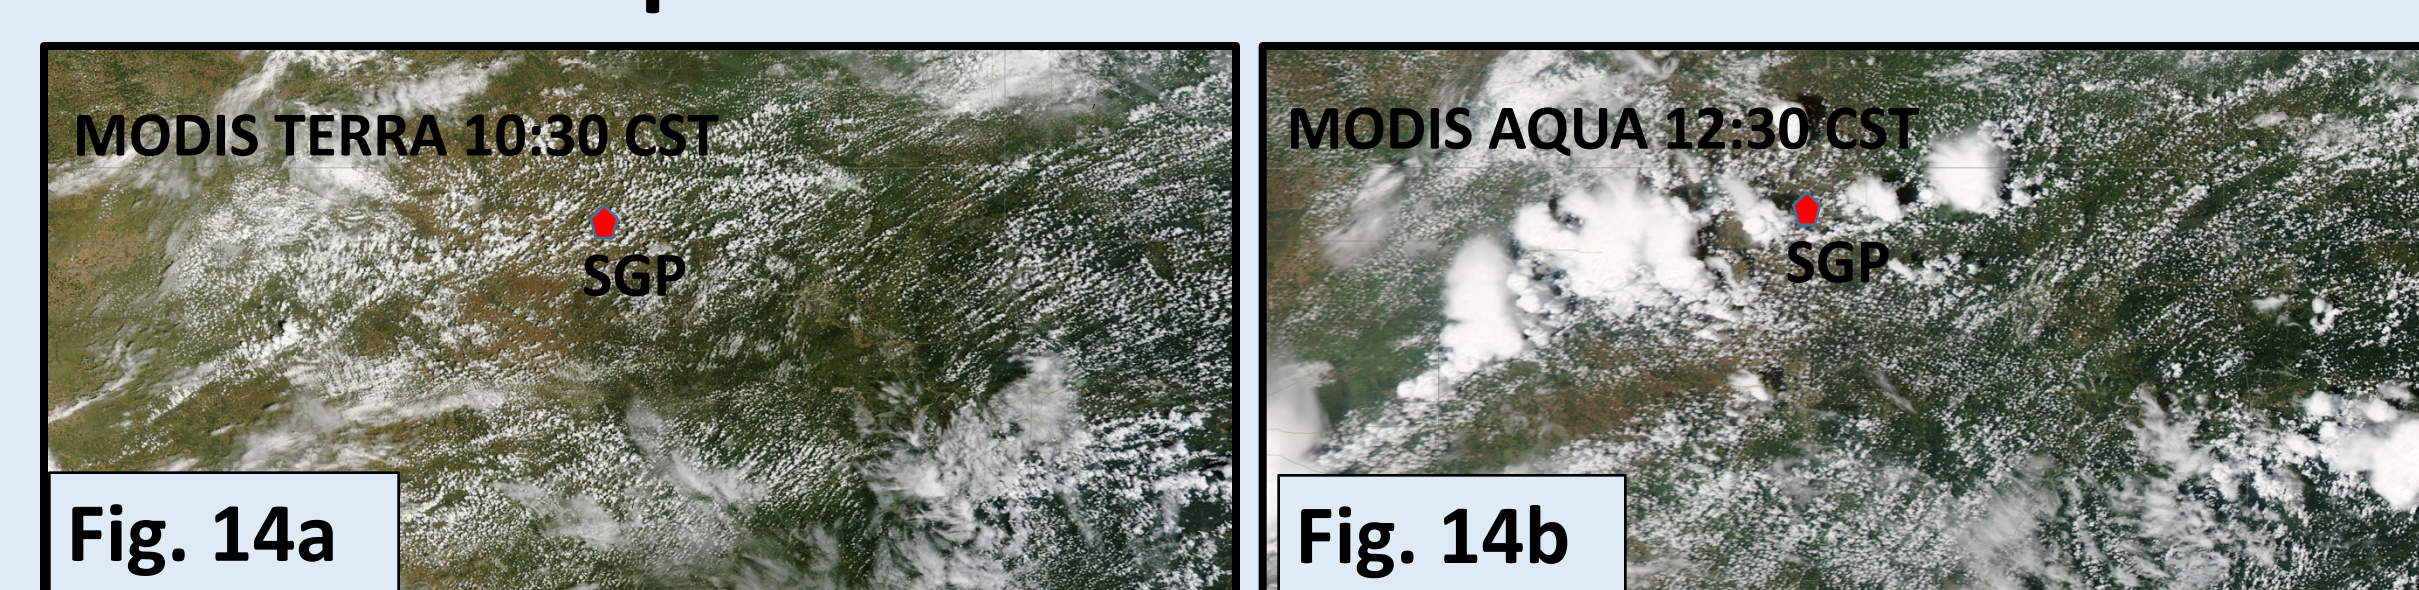 MODIS TERRA 10:30 CST
SGP
Fig. 14a
MODIS AQUA 12:30 CST
SGP
Fig. 14b